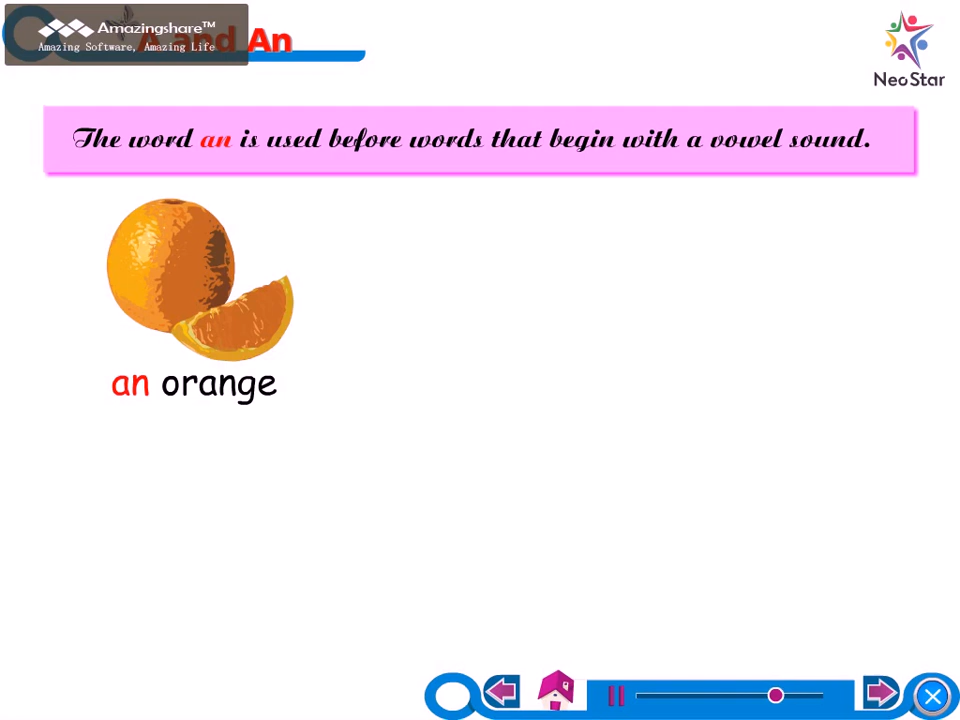 Amazingshare™
Amazing Software, Amazing Life
A and An
NeoStar
The word an is used before words that begin with a vowel sound.
an orange